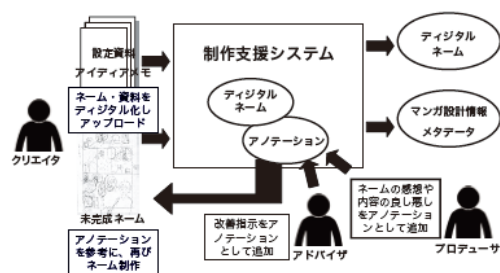 設定資料
アイディアメモ
ネーム・資料を
ディジタル化し
アップロード
クリエイタ
未完成ネーム
アノテーション
を参考に、再び
ネーム制作
制作支援システム
ディジタル
ネーム
アノテーション
改善指示をア
ノテーション
として追加
アドバイザ
ネームの感想や
内容の良し悪し
をアノテーショ
ンとして追加
プロデューサ
ディジタル
ネーム
マンガ設計情報
メタデータ